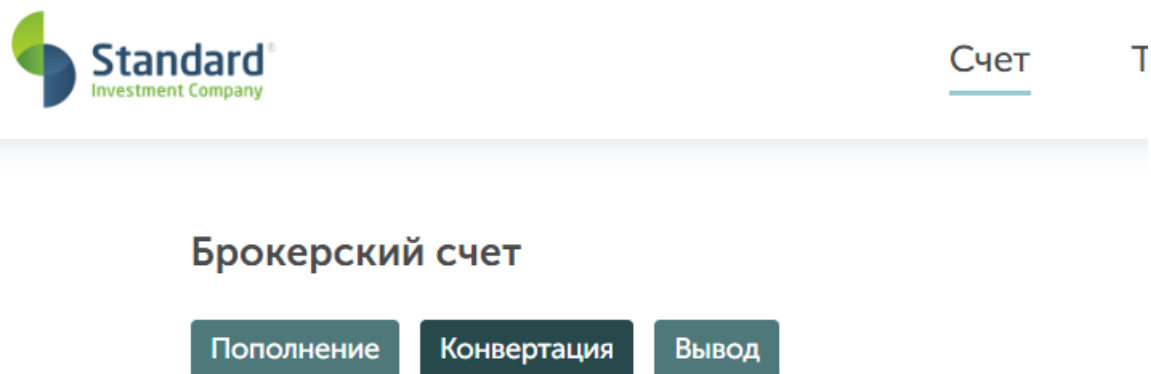 Standard®
Investment Company
Счет
Брокерский счет
Пополнение Конвертация Вывод